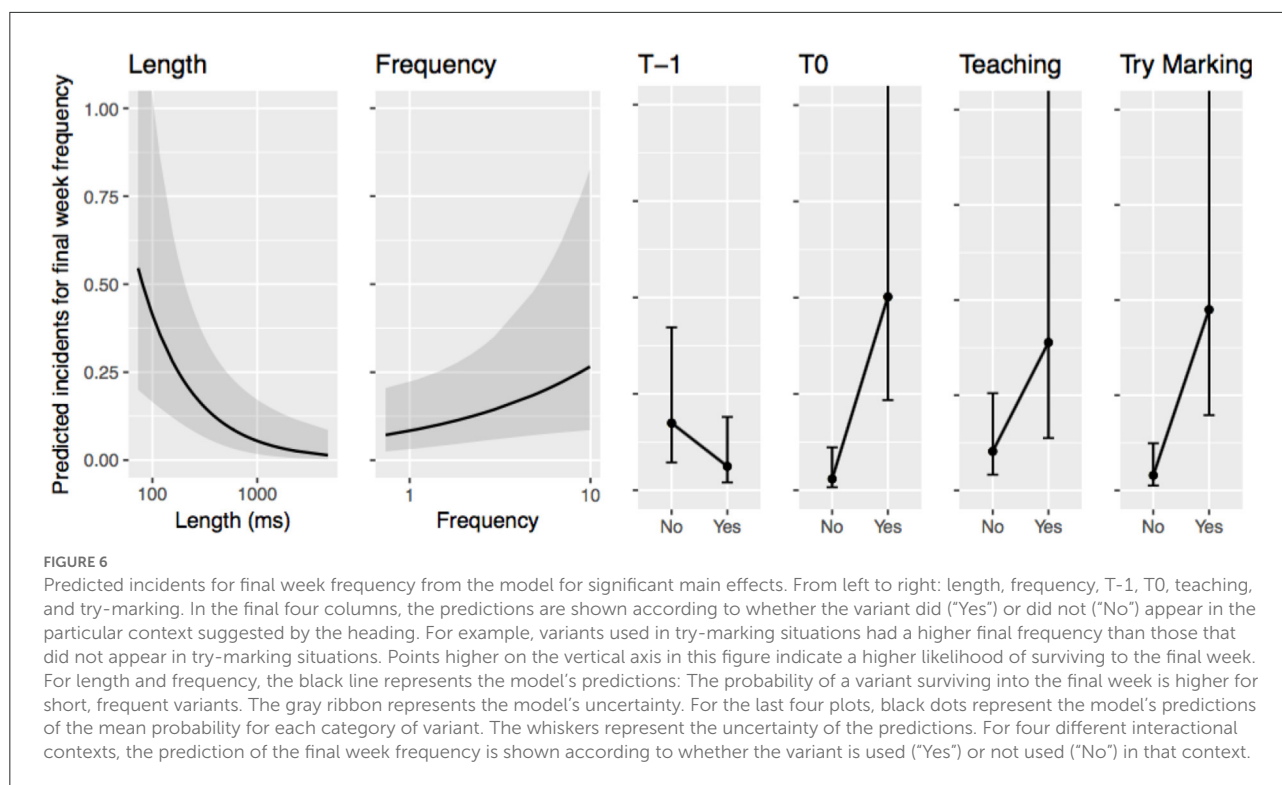 Length Frequency T−1 T0 Teaching Try Marking
Predicted incidents for final week frequency
1.00
0.75
0.50
0.25
0.00
100 1000 1 10 No Yes No Yes No Yes No Yes
Length (ms) Frequency
FIGURE 6
Predicted incidents for final week frequency from the model for significant main effects. From left to right: length, frequency, T-1, T0, teaching,
and try-marking. In the final four columns, the predictions are shown according to whether the variant did ("Yes") or did not ("No") appear in the
particular context suggested by the heading. For example, variants used in try-marking situations had a higher final frequency than those that
did not appear in try-marking situations. Points higher on the vertical axis in this figure indicate a higher likelihood of surviving to the final week.
For length and frequency, the black line represents the model's predictions: The probability of a variant surviving into the final week is higher for
short, frequent variants. The gray ribbon represents the model's uncertainty. For the last four plots, black dots represent the model's predictions
of the mean probability for each category of variant. The whiskers represent the uncertainty of the predictions. For four different interactional
contexts, the prediction of the final week frequency is shown according to whether the variant is used ("Yes") or not used ("No") in that context.